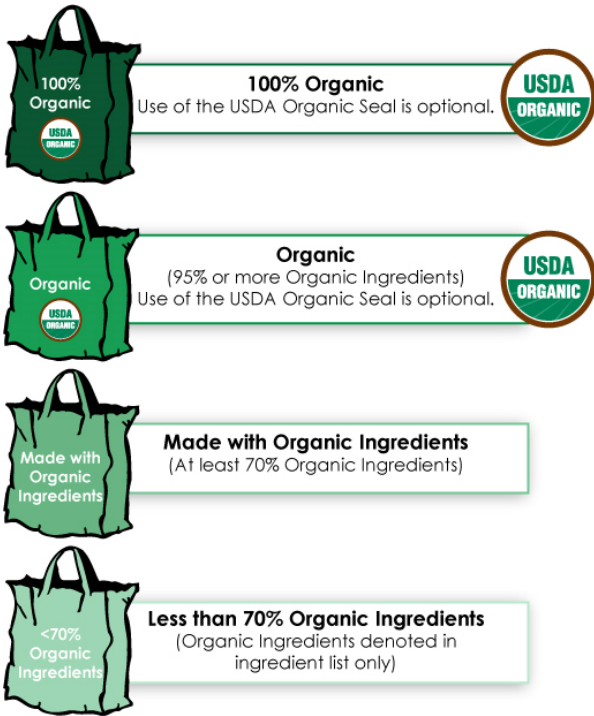 100%
Organic
USDA
ORGANIC
100% Organic
Use of the USDA Organic Seal is optional.
USDA
ORGANIC
Organic
USDA
ORGANIC
Organic
(95% or more Organic Ingredients)
Use of the USDA Organic Seal is optional.
USDA
ORGANIC
Made with
Organic
Ingredients
Made with Organic Ingredients
(At least 70% Organic Ingredients)
<70%
Organic
Ingredients
Less than 70% Organic Ingredients
(Organic Ingredients denoted in
ingredient list only)